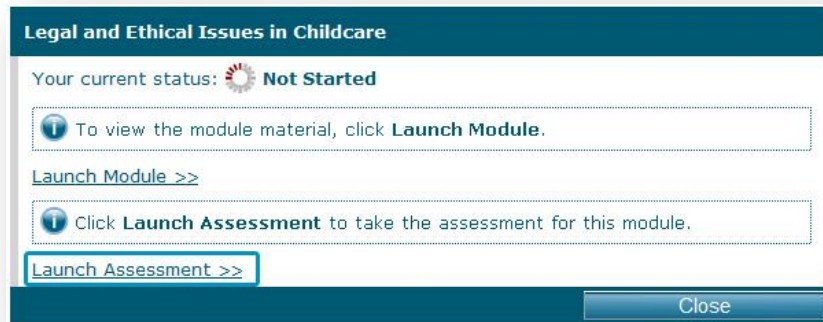 Legal and Ethical Issues in Childcare
Your current status: Not Started
To view the module material, click Launch Module.
Launch Module >>
Click Launch Assessment to take the assessment for this module.
Launch Assessment >>
Close